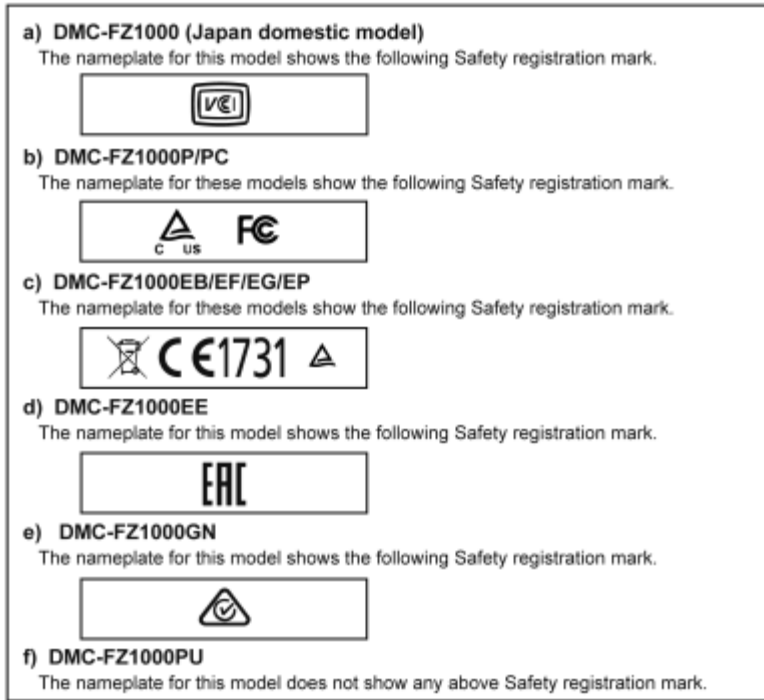 a) DMC-FZ1000 (Japan domestic model)
The nameplate for this model shows the following Safety registration mark.
VCI
b) DMC-FZ1000P/PC
The nameplate for these models show the following Safety registration mark.
C US FC
c) DMC-FZ1000EB/EF/EG/EP
The nameplate for these models show the following Safety registration mark.
CE1731
d) DMC-FZ1000EE
The nameplate for this model shows the following Safety registration mark.
EAC
e) DMC-FZ1000GN
The nameplate for this model shows the following Safety registration mark.
f) DMC-FZ1000PU
The nameplate for this model does not show any above Safety registration mark.